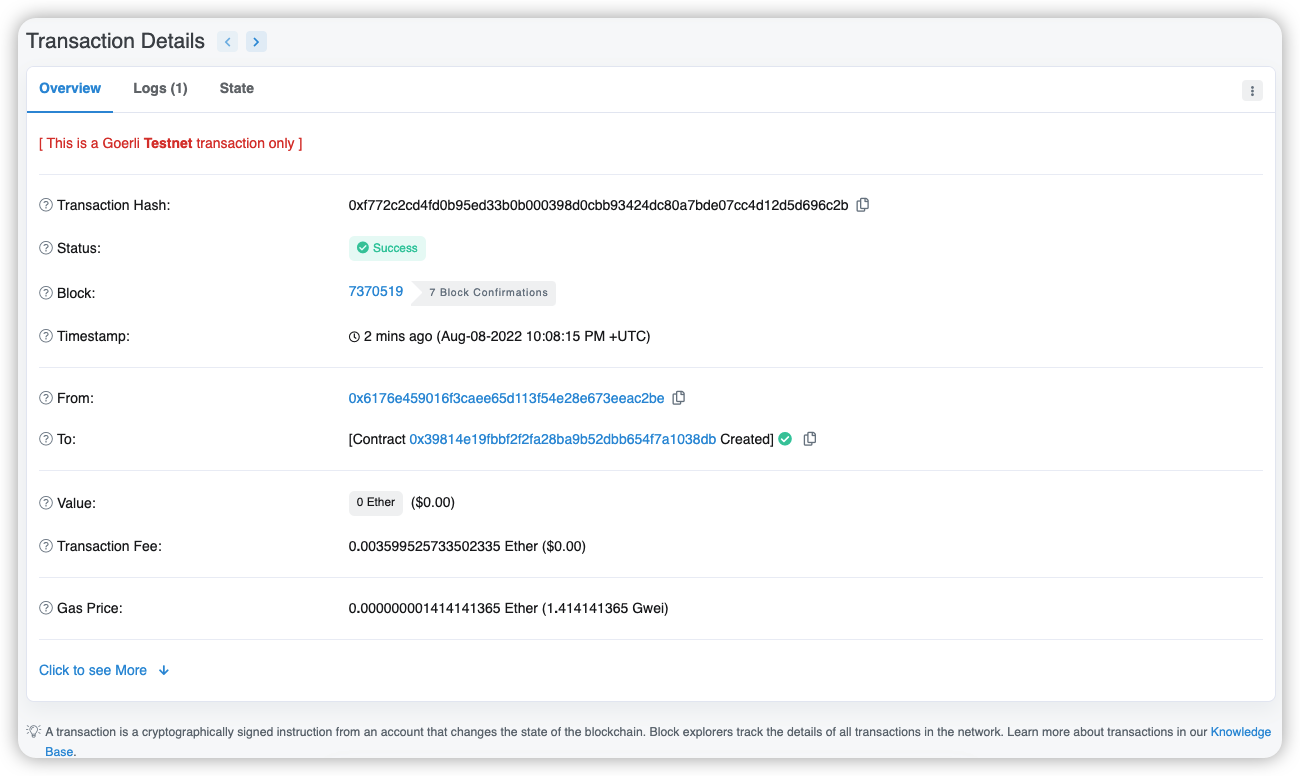 Transaction Details
Overview Logs (1) State
[ This is a Goerli Testnet transaction only ]
Transaction Hash: 0xf772c2cd4fd0b95ed33b0b000398d0cbb93424dc80a7bde07cc4d12d5d696c2b
Status: Success
Block: 7370519 7 Block Confirmations
Timestamp: 2 mins ago (Aug-08-2022 10:08:15 PM +UTC)
From: 0x6176e459016f3caee65d113f54e28e673eeac2be
To: [Contract 0x39814e19fbbf2f2fa28ba9b52dbb654f7a1038db Created]
Value: 0 Ether ($0.00)
Transaction Fee: 0.003599525733502335 Ether ($0.00)
Gas Price: 0.000000001414141365 Ether (1.414141365 Gwei)
Click to see More
A transaction is a cryptographically signed instruction from an account that changes the state of the blockchain. Block explorers track the details of all transactions in the network. Learn more about transactions in our Knowledge
Base.